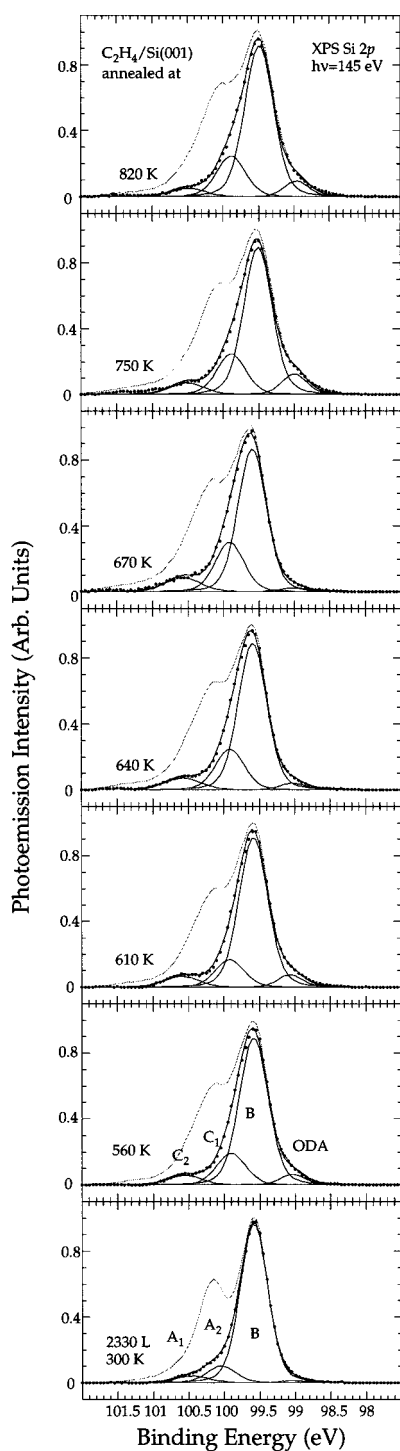 C₂H₄/Si(001)
annealed at
XPS Si 2p
hν=145 eV
0.8
0.4
0
820 K
0.8
0.4
0
750 K
0.8
0.4
0
670 K
0.8
0.4
0
640 K
0.8
0.4
0
610 K
0.8
0.4
0
560 K
C₂
C₁
B
ODA
0.8
0.4
0
2330 L
300 K
A₁
A₂
B
101.5 101 100.5 100 99.5 99 98.5 98
Binding Energy (eV)
Photoemission Intensity (Arb. Units)